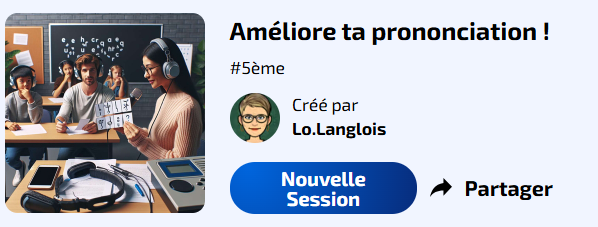 Améliore ta prononciation !
#5ème
Créé par
Lo.Langlois
Nouvelle
Session
Partager